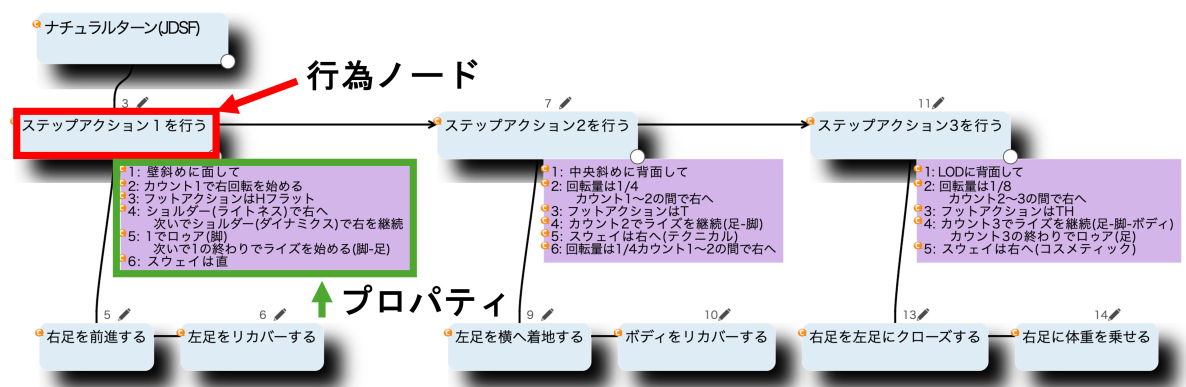 ナチュラルターン(JDSF)
行為ノード
3
7
11
ステップアクション1を行う
ステップアクション2を行う
ステップアクション3を行う
1: 壁斜めに面して
2: カウント1で右回転を始める
3: フットアクションはHフラット
4: ショルダー(ライトネス)で右へ
次いでショルダー(ダイナミクス)で右を継続
5: 1でロゥア(脚)
次いで1の終わりでライズを始める(脚-足)
6: スウェイは直
1: 中央斜めに背面して
2: 回転量は1/4
カウント1〜2の間で右へ
3: フットアクションはT
4: カウント2でライズを継続(足-脚)
5: スウェイは右へ(テクニカル)
6: 回転量は1/4カウント1〜2の間で右へ
1: LODに背面して
2: 回転量は1/8
カウント2〜3の間で右へ
3: フットアクションはTH
4: カウント3でライズを継続(足-脚-ボディ)
カウント3の終わりでロゥア(足)
5: スウェイは右へ(コスメティック)
プロパティ
5
6
9
10
13
14
右足を前進する
左足をリカバーする
左足を横へ着地する
ボディをリカバーする
右足を左足にクローズする
右足に体重を乗せる